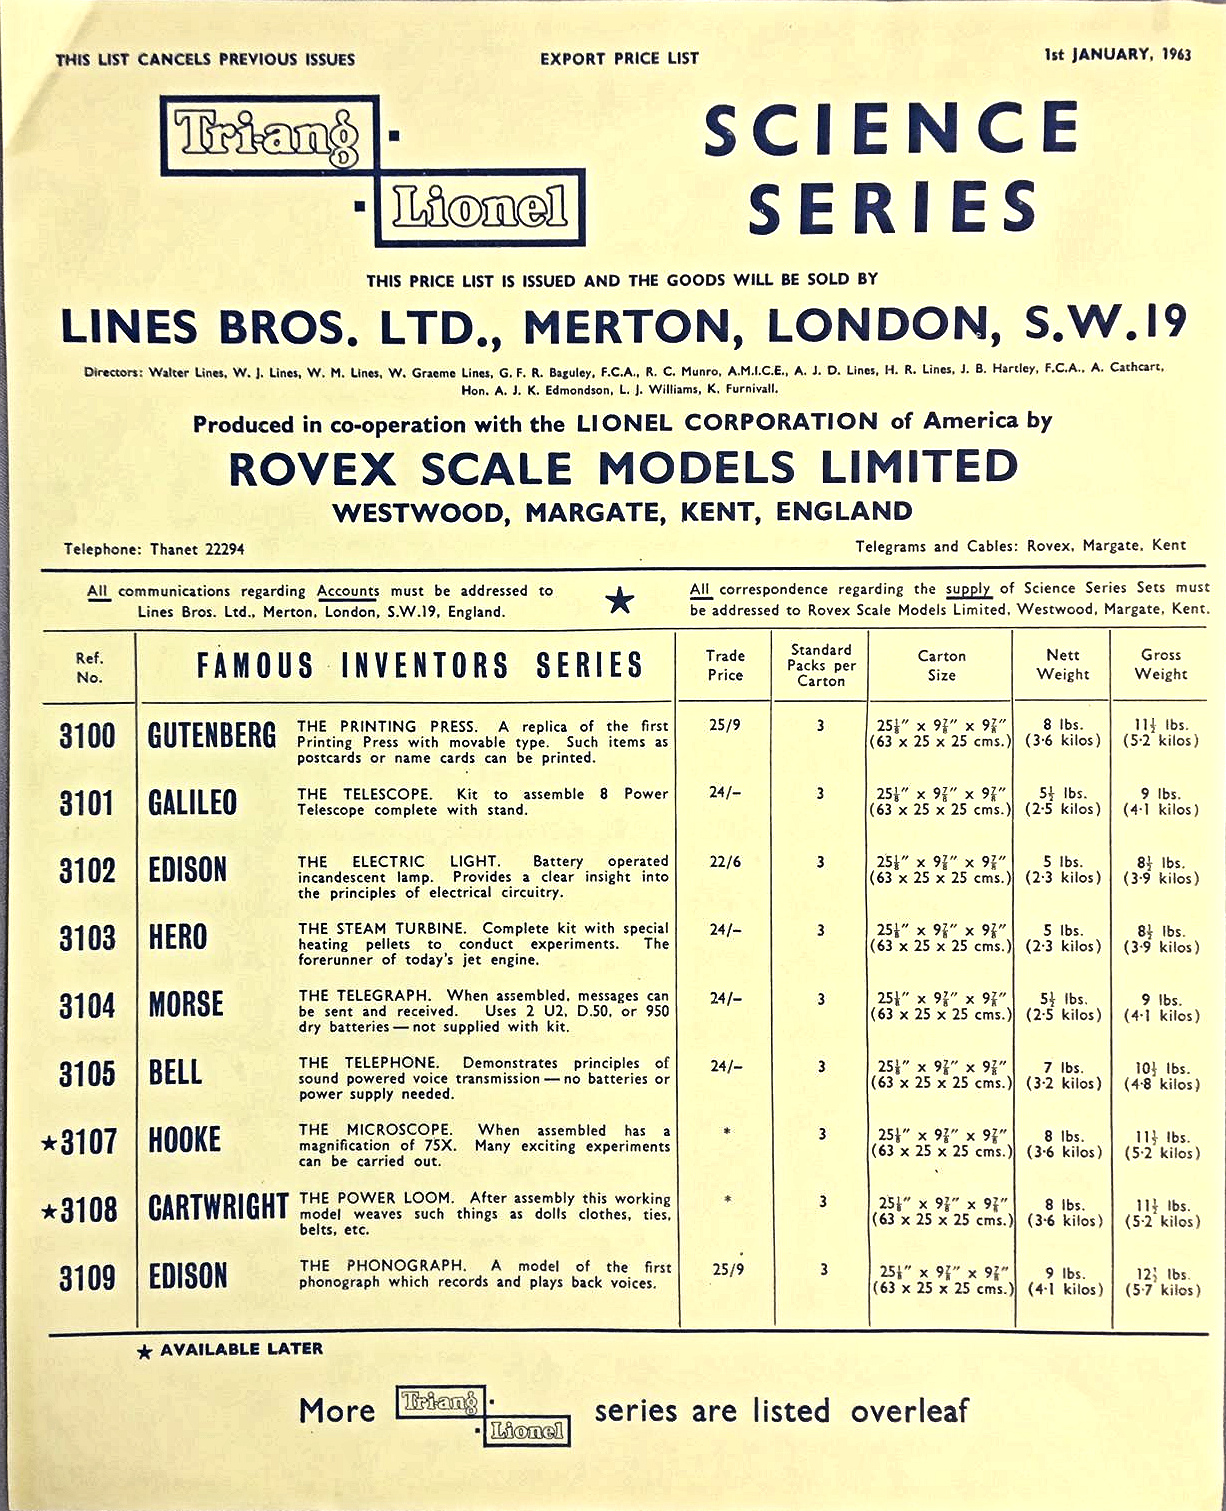 THIS LIST CANCELS PREVIOUS ISSUES
EXPORT PRICE LIST
1st JANUARY, 1963
Tri-ang
Lionel
SCIENCE
SERIES
THIS PRICE LIST IS ISSUED AND THE GOODS WILL BE SOLD BY
LINES BROS. LTD., MERTON, LONDON, S.W.19
Directors: Walter Lines, W. J. Lines, W. M. Lines, W. Graeme Lines, G. F. R. Baguley, F.C.A., R. C. Munro, A.M.I.C.E., A. J. D. Lines, H. R. Lines, J. B. Hartley, F.C.A., A. Cathcart,
Hon. A. J. K. Edmondson, L. J. Williams, K. Furnivall.
Produced in co-operation with the LIONEL CORPORATION of America by
ROVEX SCALE MODELS LIMITED
WESTWOOD, MARGATE, KENT, ENGLAND
Telephone: Thanet 22294
Telegrams and Cables: Rovex, Margate, Kent
All communications regarding Accounts must be addressed to
Lines Bros. Ltd., Merton, London, S.W.19, England.
★
All correspondence regarding the supply of Science Series Sets must
be addressed to Rovex Scale Models Limited, Westwood, Margate, Kent.
Ref.
No.
FAMOUS INVENTORS SERIES
Trade
Price
Standard
Packs per
Carton
Carton
Size
Nett
Weight
Gross
Weight
3100 GUTENBERG THE PRINTING PRESS. A replica of the first 25/9 3 25⅛″ x 9⅞″ x 9⅞″ 8 lbs. 11½ lbs.
Printing Press with movable type. Such items as (63 x 25 x 25 cms.) (3·6 kilos) (5·2 kilos)
postcards or name cards can be printed.
3101 GALILEO THE TELESCOPE. Kit to assemble 8 Power 24/– 3 25⅛″ x 9⅞″ x 9⅞″ 5½ lbs. 9 lbs.
Telescope complete with stand. (63 x 25 x 25 cms.) (2·5 kilos) (4·1 kilos)
3102 EDISON THE ELECTRIC LIGHT. Battery operated 22/6 3 25⅛″ x 9⅞″ x 9⅞″ 5 lbs. 8½ lbs.
incandescent lamp. Provides a clear insight into (63 x 25 x 25 cms.) (2·3 kilos) (3·9 kilos)
the principles of electrical circuitry.
3103 HERO THE STEAM TURBINE. Complete kit with special 24/– 3 25⅛″ x 9⅞″ x 9⅞″ 5 lbs. 8½ lbs.
heating pellets to conduct experiments. The (63 x 25 x 25 cms.) (2·3 kilos) (3·9 kilos)
forerunner of today's jet engine.
3104 MORSE THE TELEGRAPH. When assembled, messages can 24/– 3 25⅛″ x 9⅞″ x 9⅞″ 5½ lbs. 9 lbs.
be sent and received. Uses 2 U2, D.50, or 950 (63 x 25 x 25 cms.) (2·5 kilos) (4·1 kilos)
dry batteries — not supplied with kit.
3105 BELL THE TELEPHONE. Demonstrates principles of 24/– 3 25⅛″ x 9⅞″ x 9⅞″ 7 lbs. 10½ lbs.
sound powered voice transmission — no batteries or (63 x 25 x 25 cms.) (3·2 kilos) (4·8 kilos)
power supply needed.
★3107 HOOKE THE MICROSCOPE. When assembled has a * 3 25⅛″ x 9⅞″ x 9⅞″ 8 lbs. 11½ lbs.
magnification of 75X. Many exciting experiments (63 x 25 x 25 cms.) (3·6 kilos) (5·2 kilos)
can be carried out.
★3108 CARTWRIGHT THE POWER LOOM. After assembly this working * 3 25⅛″ x 9⅞″ x 9⅞″ 8 lbs. 11½ lbs.
model weaves such things as dolls clothes, ties, (63 x 25 x 25 cms.) (3·6 kilos) (5·2 kilos)
belts, etc.
3109 EDISON THE PHONOGRAPH. A model of the first 25/9 3 25⅛″ x 9⅞″ x 9⅞″ 9 lbs. 12½ lbs.
phonograph which records and plays back voices. (63 x 25 x 25 cms.) (4·1 kilos) (5·7 kilos)
★ AVAILABLE LATER
More Tri-ang Lionel series are listed overleaf